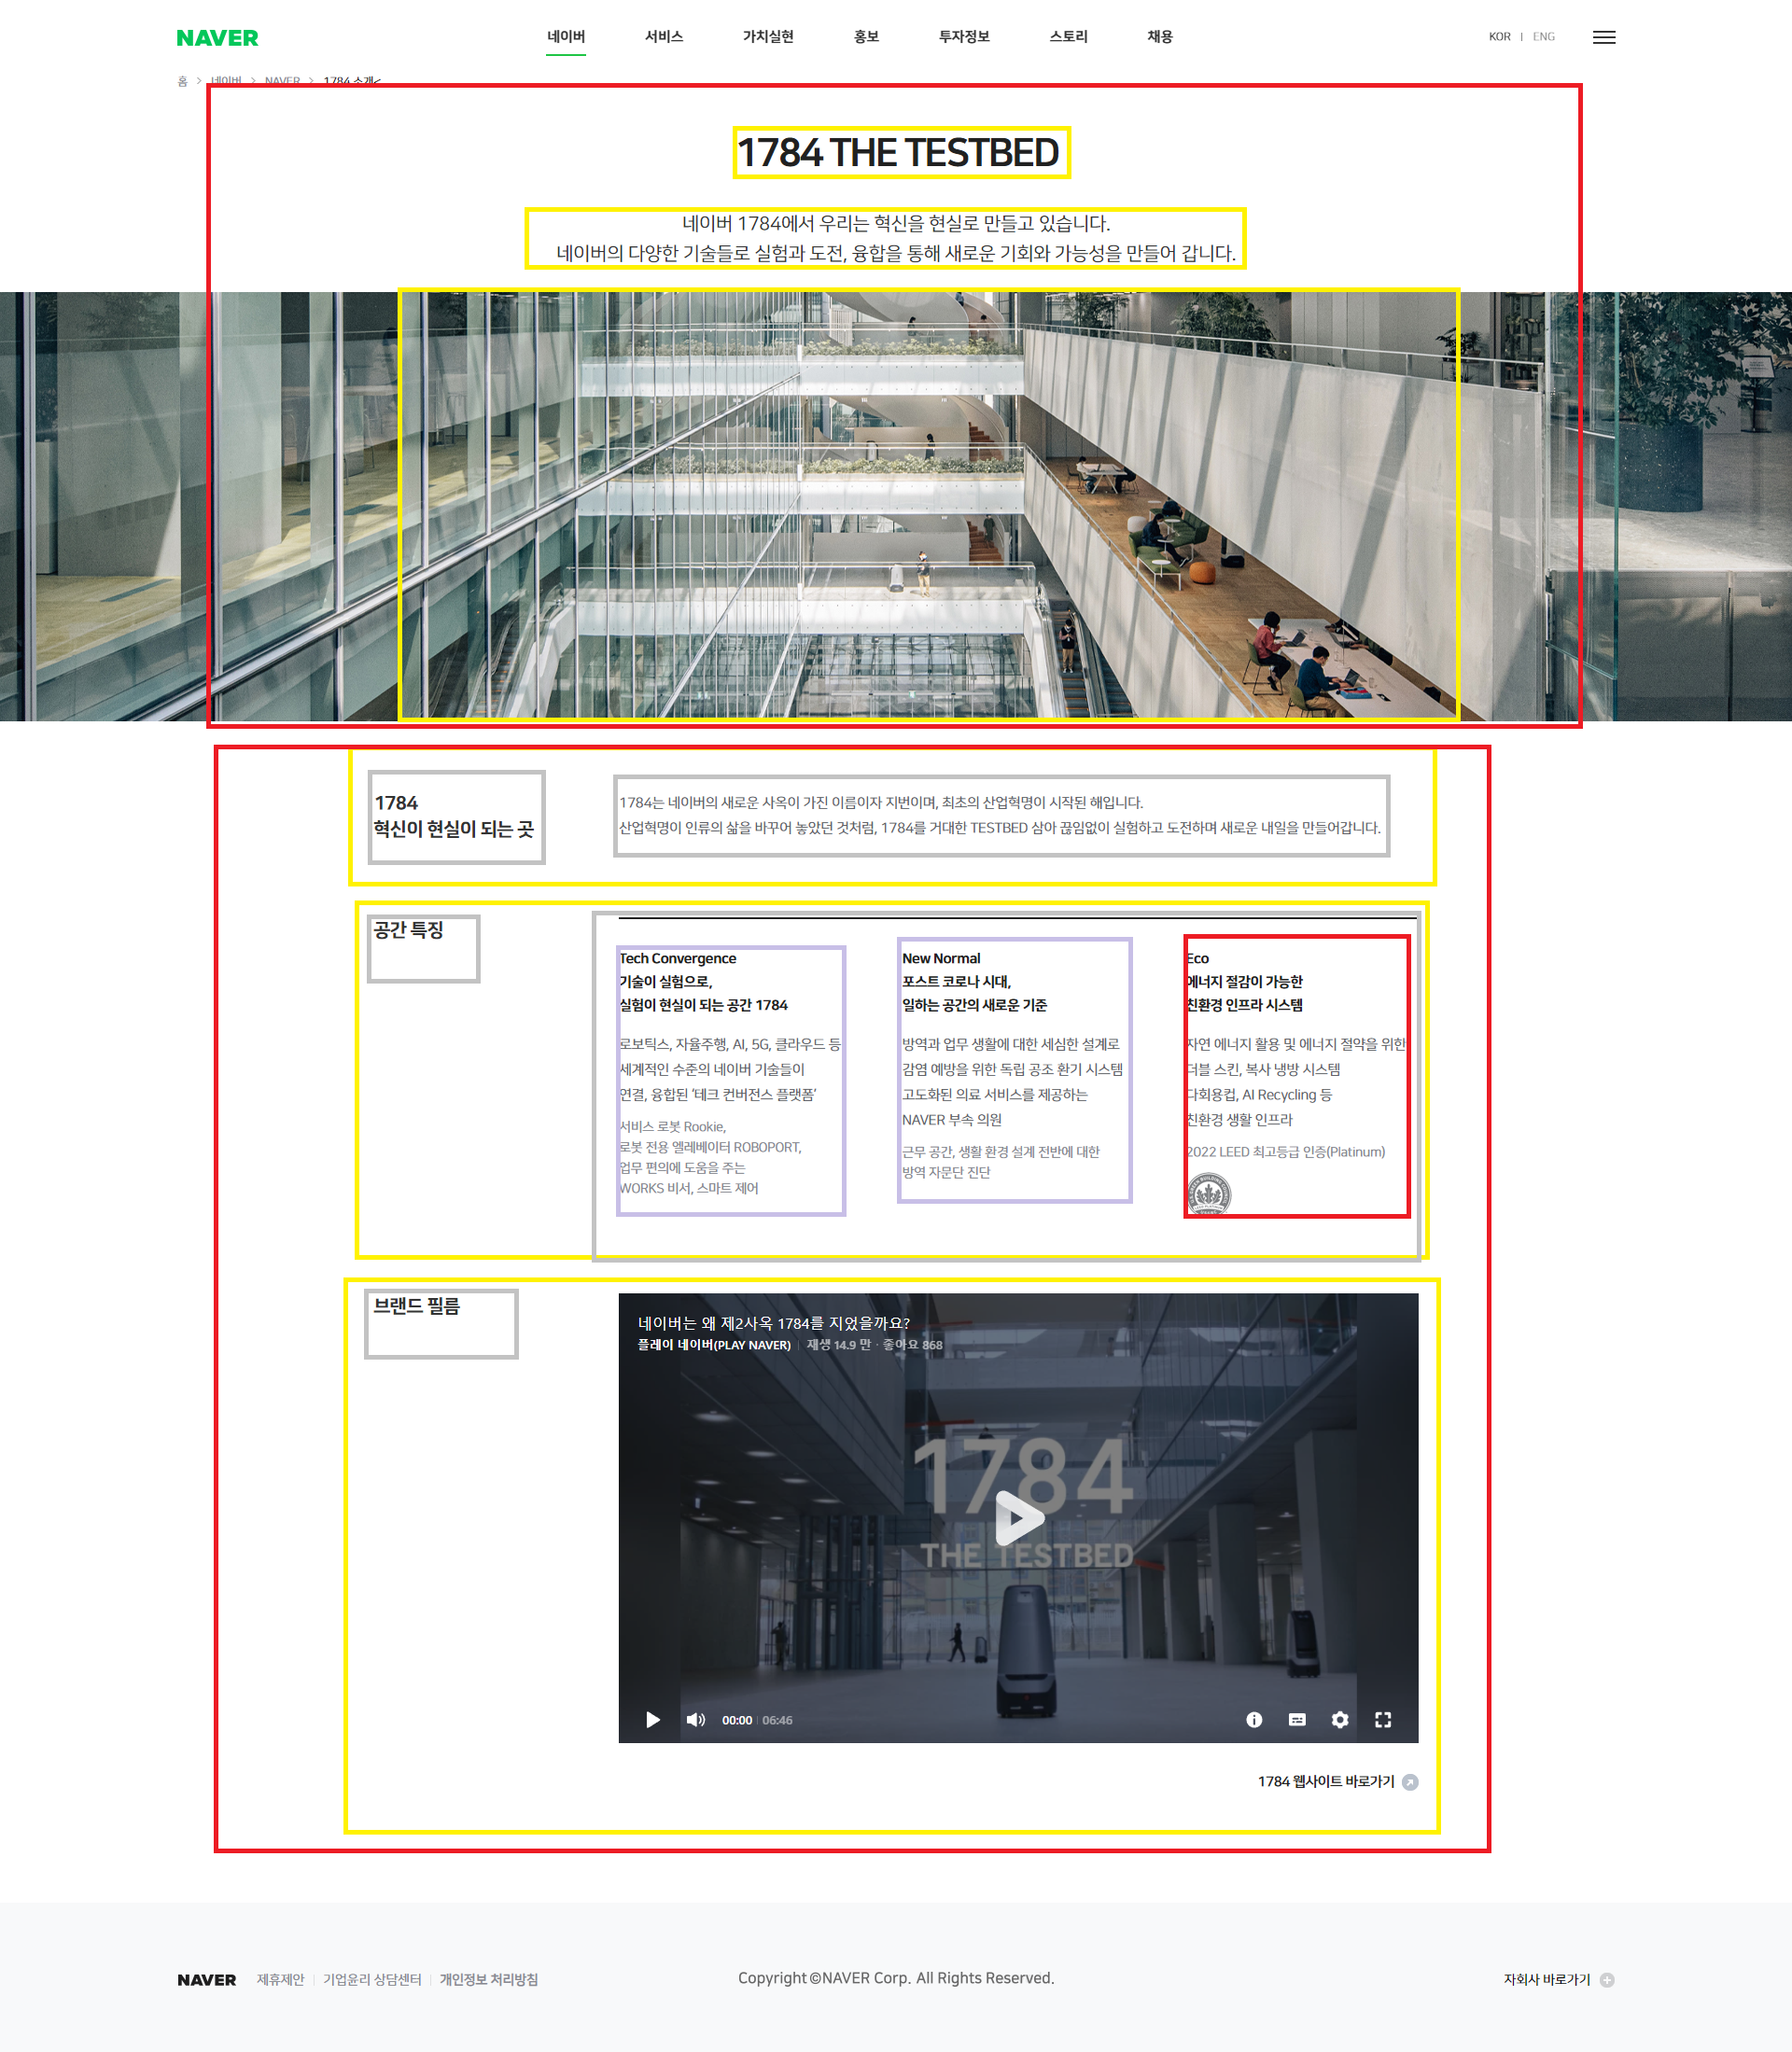 NAVER
네이버 서비스 가치실현 홍보 투자정보 스토리 채용
KOR | ENG
홈 > 네이버 > NAVER > 1784 소개<
1784 THE TESTBED
네이버 1784에서 우리는 혁신을 현실로 만들고 있습니다.
네이버의 다양한 기술들로 실험과 도전, 융합을 통해 새로운 기회와 가능성을 만들어 갑니다.
1784
혁신이 현실이 되는 곳
1784는 네이버의 새로운 사옥이 가진 이름이자 지번이며, 최초의 산업혁명이 시작된 해입니다.
산업혁명이 인류의 삶을 바꾸어 놓았던 것처럼, 1784를 거대한 TESTBED 삼아 끊임없이 실험하고 도전하며 새로운 내일을 만들어갑니다.
공간 특징
Tech Convergence
기술이 실험으로,
실험이 현실이 되는 공간 1784
로보틱스, 자율주행, AI, 5G, 클라우드 등
세계적인 수준의 네이버 기술들이
연결, 융합된 ‘테크 컨버전스 플랫폼’
서비스 로봇 Rookie,
로봇 전용 엘레베이터 ROBOPORT,
업무 편의에 도움을 주는
WORKS 비서, 스마트 제어
New Normal
포스트 코로나 시대,
일하는 공간의 새로운 기준
방역과 업무 생활에 대한 세심한 설계로
감염 예방을 위한 독립 공조 환기 시스템
고도화된 의료 서비스를 제공하는
NAVER 부속 의원
근무 공간, 생활 환경 설계 전반에 대한
방역 자문단 진단
Eco
에너지 절감이 가능한
친환경 인프라 시스템
자연 에너지 활용 및 에너지 절약을 위한
더블 스킨, 복사 냉방 시스템
다회용컵, AI Recycling 등
친환경 생활 인프라
2022 LEED 최고등급 인증(Platinum)
브랜드 필름
네이버는 왜 제2사옥 1784를 지었을까요?
플레이 네이버(PLAY NAVER) | 재생 14.9 만 · 좋아요 868
1784
THE TESTBED
00:00 | 06:46
1784 웹사이트 바로가기
NAVER 제휴제안 | 기업윤리 상담센터 | 개인정보 처리방침
Copyright ©NAVER Corp. All Rights Reserved.
자회사 바로가기